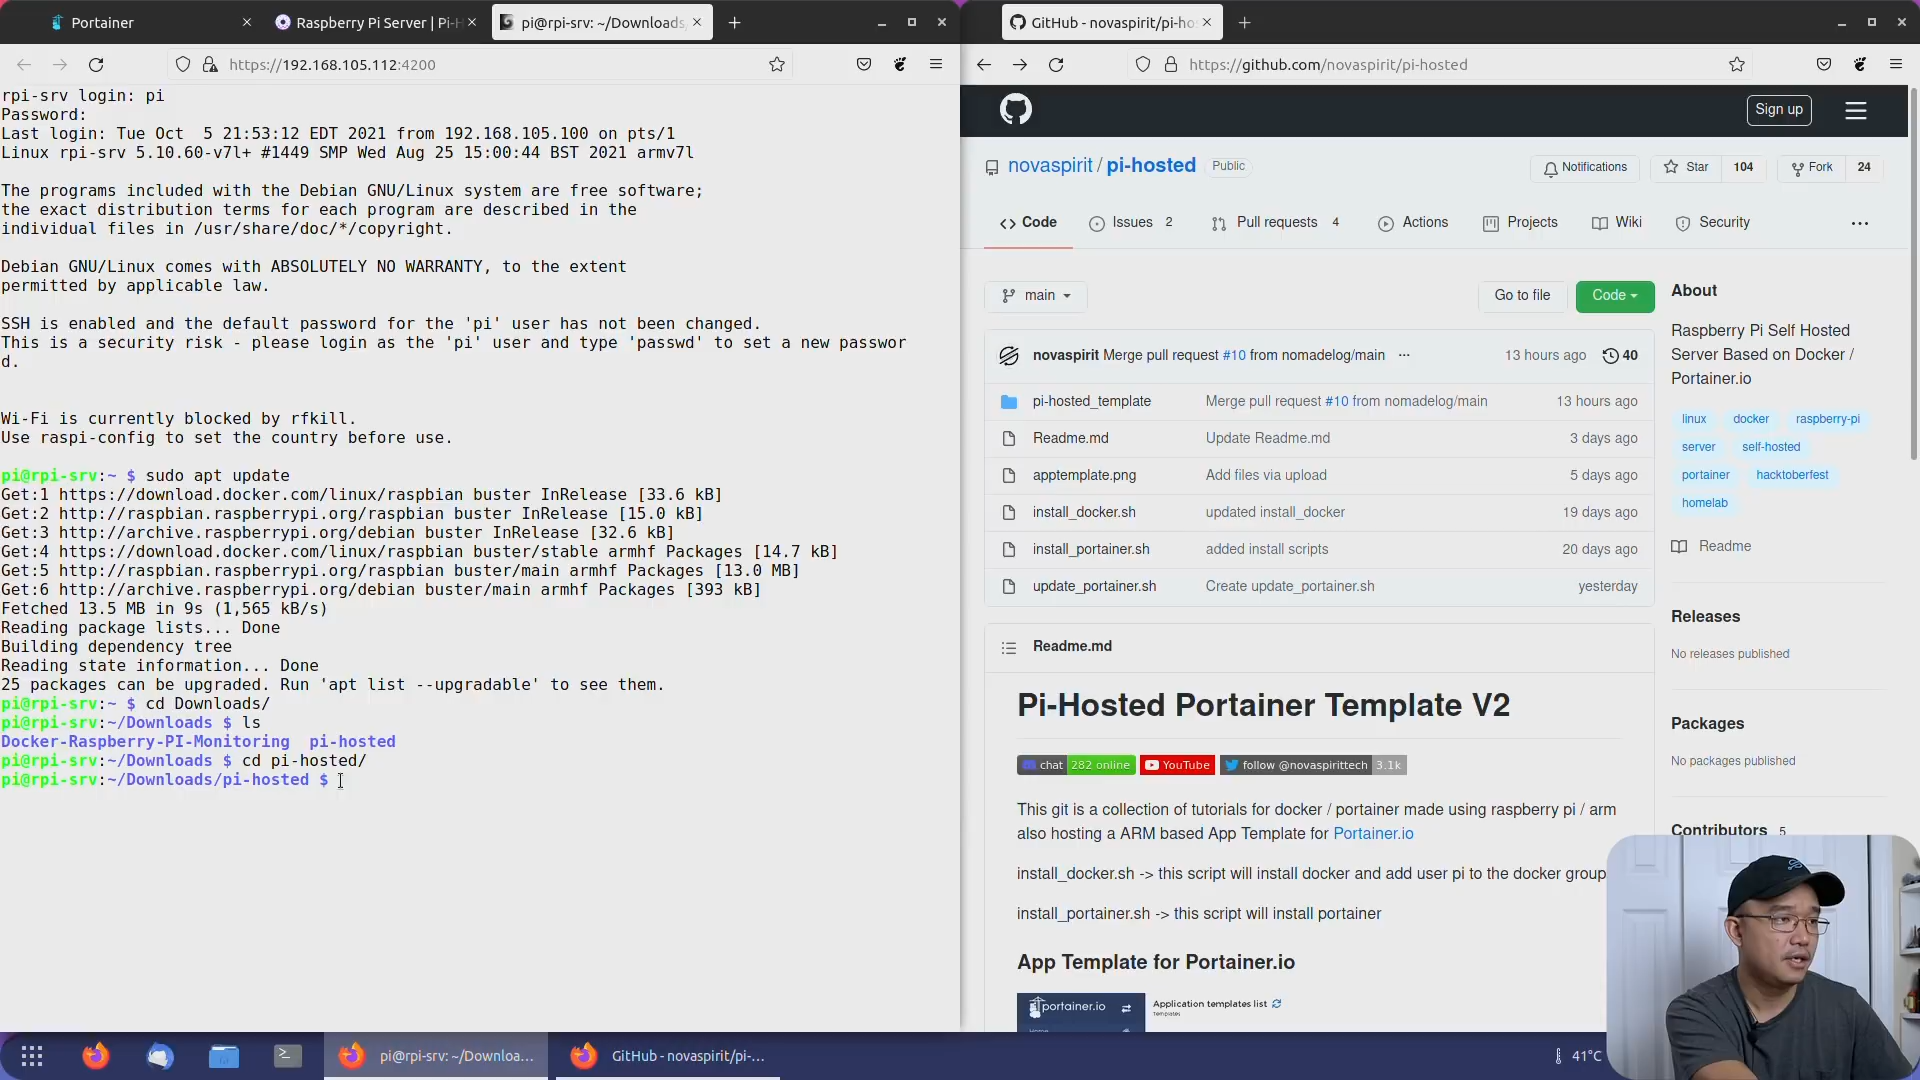 Portainer
Raspberry Pi Server | Pi-H
pi@rpi-srv: ~/Downloads
https://192.168.105.112:4200
rpi-srv login: pi
Password:
Last login: Tue Oct  5 21:53:12 EDT 2021 from 192.168.105.100 on pts/1
Linux rpi-srv 5.10.60-v7l+ #1449 SMP Wed Aug 25 15:00:44 BST 2021 armv7l
The programs included with the Debian GNU/Linux system are free software;
the exact distribution terms for each program are described in the
individual files in /usr/share/doc/*/copyright.
Debian GNU/Linux comes with ABSOLUTELY NO WARRANTY, to the extent
permitted by applicable law.
SSH is enabled and the default password for the 'pi' user has not been changed.
This is a security risk - please login as the 'pi' user and type 'passwd' to set a new passwor
d.
Wi-Fi is currently blocked by rfkill.
Use raspi-config to set the country before use.
pi@rpi-srv:~ $ sudo apt update
Get:1 https://download.docker.com/linux/raspbian buster InRelease [33.6 kB]
Get:2 http://raspbian.raspberrypi.org/raspbian buster InRelease [15.0 kB]
Get:3 http://archive.raspberrypi.org/debian buster InRelease [32.6 kB]
Get:4 https://download.docker.com/linux/raspbian buster/stable armhf Packages [14.7 kB]
Get:5 http://raspbian.raspberrypi.org/raspbian buster/main armhf Packages [13.0 MB]
Get:6 http://archive.raspberrypi.org/debian buster/main armhf Packages [393 kB]
Fetched 13.5 MB in 9s (1,565 kB/s)
Reading package lists... Done
Building dependency tree
Reading state information... Done
25 packages can be upgraded. Run 'apt list --upgradable' to see them.
pi@rpi-srv:~ $ cd Downloads/
pi@rpi-srv:~/Downloads $ ls
Docker-Raspberry-PI-Monitoring  pi-hosted
pi@rpi-srv:~/Downloads $ cd pi-hosted/
pi@rpi-srv:~/Downloads/pi-hosted $
GitHub - novaspirit/pi-ho
https://github.com/novaspirit/pi-hosted
Sign up
novaspirit / pi-hosted Public
Notifications Star 104 Fork 24
Code Issues 2 Pull requests 4 Actions Projects Wiki Security ...
main Go to file Code
novaspirit Merge pull request #10 from nomadelog/main ... 13 hours ago 40
pi-hosted_template Merge pull request #10 from nomadelog/main 13 hours ago
Readme.md Update Readme.md 3 days ago
apptemplate.png Add files via upload 5 days ago
install_docker.sh updated install_docker 19 days ago
install_portainer.sh added install scripts 20 days ago
update_portainer.sh Create update_portainer.sh yesterday
Readme.md
Pi-Hosted Portainer Template V2
chat 282 online YouTube follow @novaspirittech 3.1k
This git is a collection of tutorials for docker / portainer made using raspberry pi / arm
also hosting a ARM based App Template for Portainer.io
install_docker.sh -> this script will install docker and add user pi to the docker group
install_portainer.sh -> this script will install portainer
App Template for Portainer.io
portainer.io
Application templates list
Templates
Home
About
Raspberry Pi Self Hosted
Server Based on Docker /
Portainer.io
linux docker raspberry-pi
server self-hosted
portainer hacktoberfest
homelab
Readme
Releases
No releases published
Packages
No packages published
Contributors 5
pi@rpi-srv: ~/Downloa...
GitHub - novaspirit/pi-...
41°C